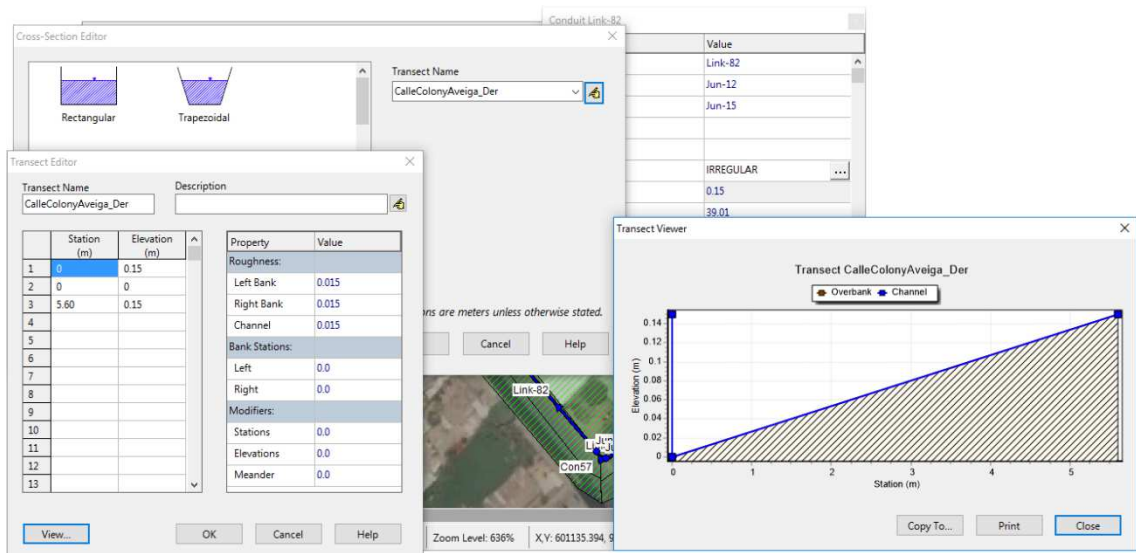 Conduit Link-82
Value
Link-82
Jun-12
Jun-15
IRREGULAR
...
0.15
39.01
Cross-Section Editor
Rectangular
Trapezoidal
Transect Name
CalleColonyAveiga_Der
ns are meters unless otherwise stated.
Cancel
Help
Transect Editor
Transect Name
Description
CalleColonyAveiga_Der
Station (m) Elevation (m)
1 0 0.15
2 0 0
3 5.60 0.15
4
5
6
7
8
9
10
11
12
13
Property Value
Roughness:
Left Bank 0.015
Right Bank 0.015
Channel 0.015
Bank Stations:
Left 0.0
Right 0.0
Modifiers:
Stations 0.0
Elevations 0.0
Meander 0.0
View...
OK
Cancel
Help
Link-82
Con57
Zoom Level: 636%
X,Y: 601135.394, 9
Transect Viewer
Transect CalleColonyAveiga_Der
Overbank Channel
Elevation (m)
0.14
0.12
0.1
0.08
0.06
0.04
0.02
0
0 1 2 3 4 5
Station (m)
Copy To...
Print
Close